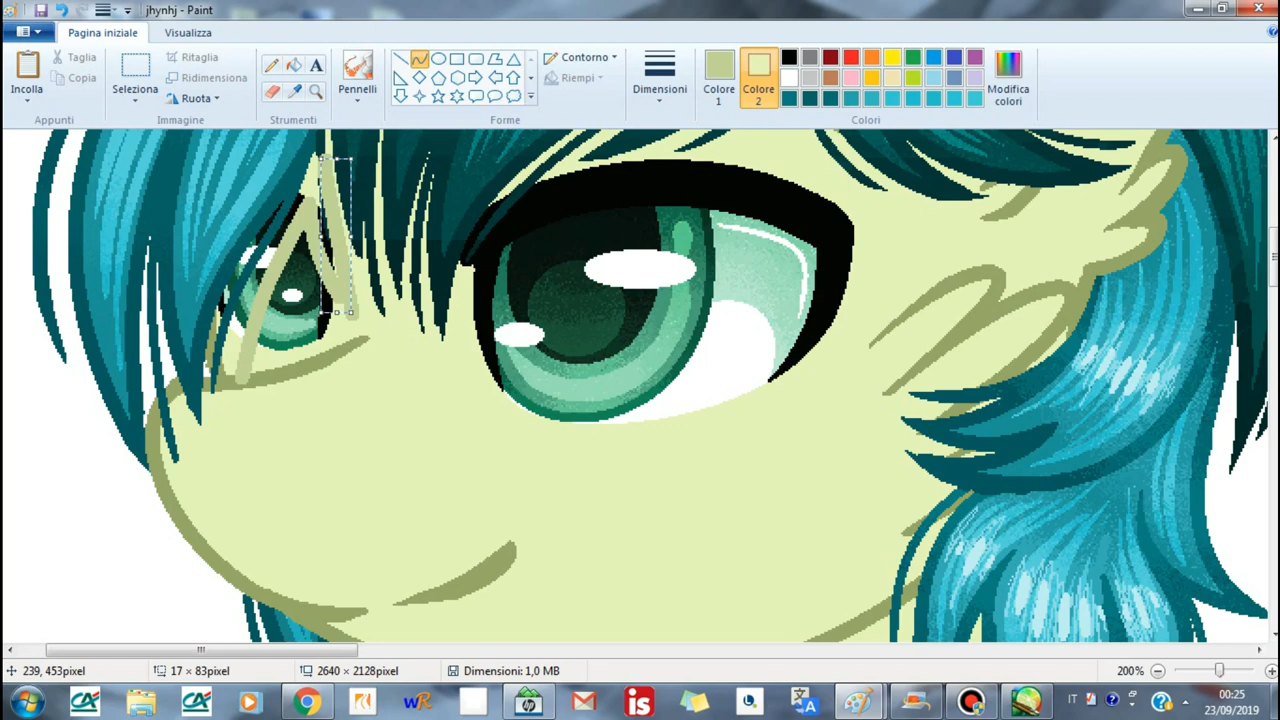 jhynhj - Paint
Pagina iniziale
Visualizza
Incolla
Taglia
Copia
Appunti
Seleziona
Ritaglia
Ridimensiona
Ruota
Immagine
A
Strumenti
Pennelli
Contorno
Riempi
Forme
Dimensioni
Colore 1
Colore 2
Modifica colori
Colori
239, 453pixel
17 × 83pixel
2640 × 2128pixel
Dimensioni: 1,0 MB
200%
IT
00:25
23/09/2019